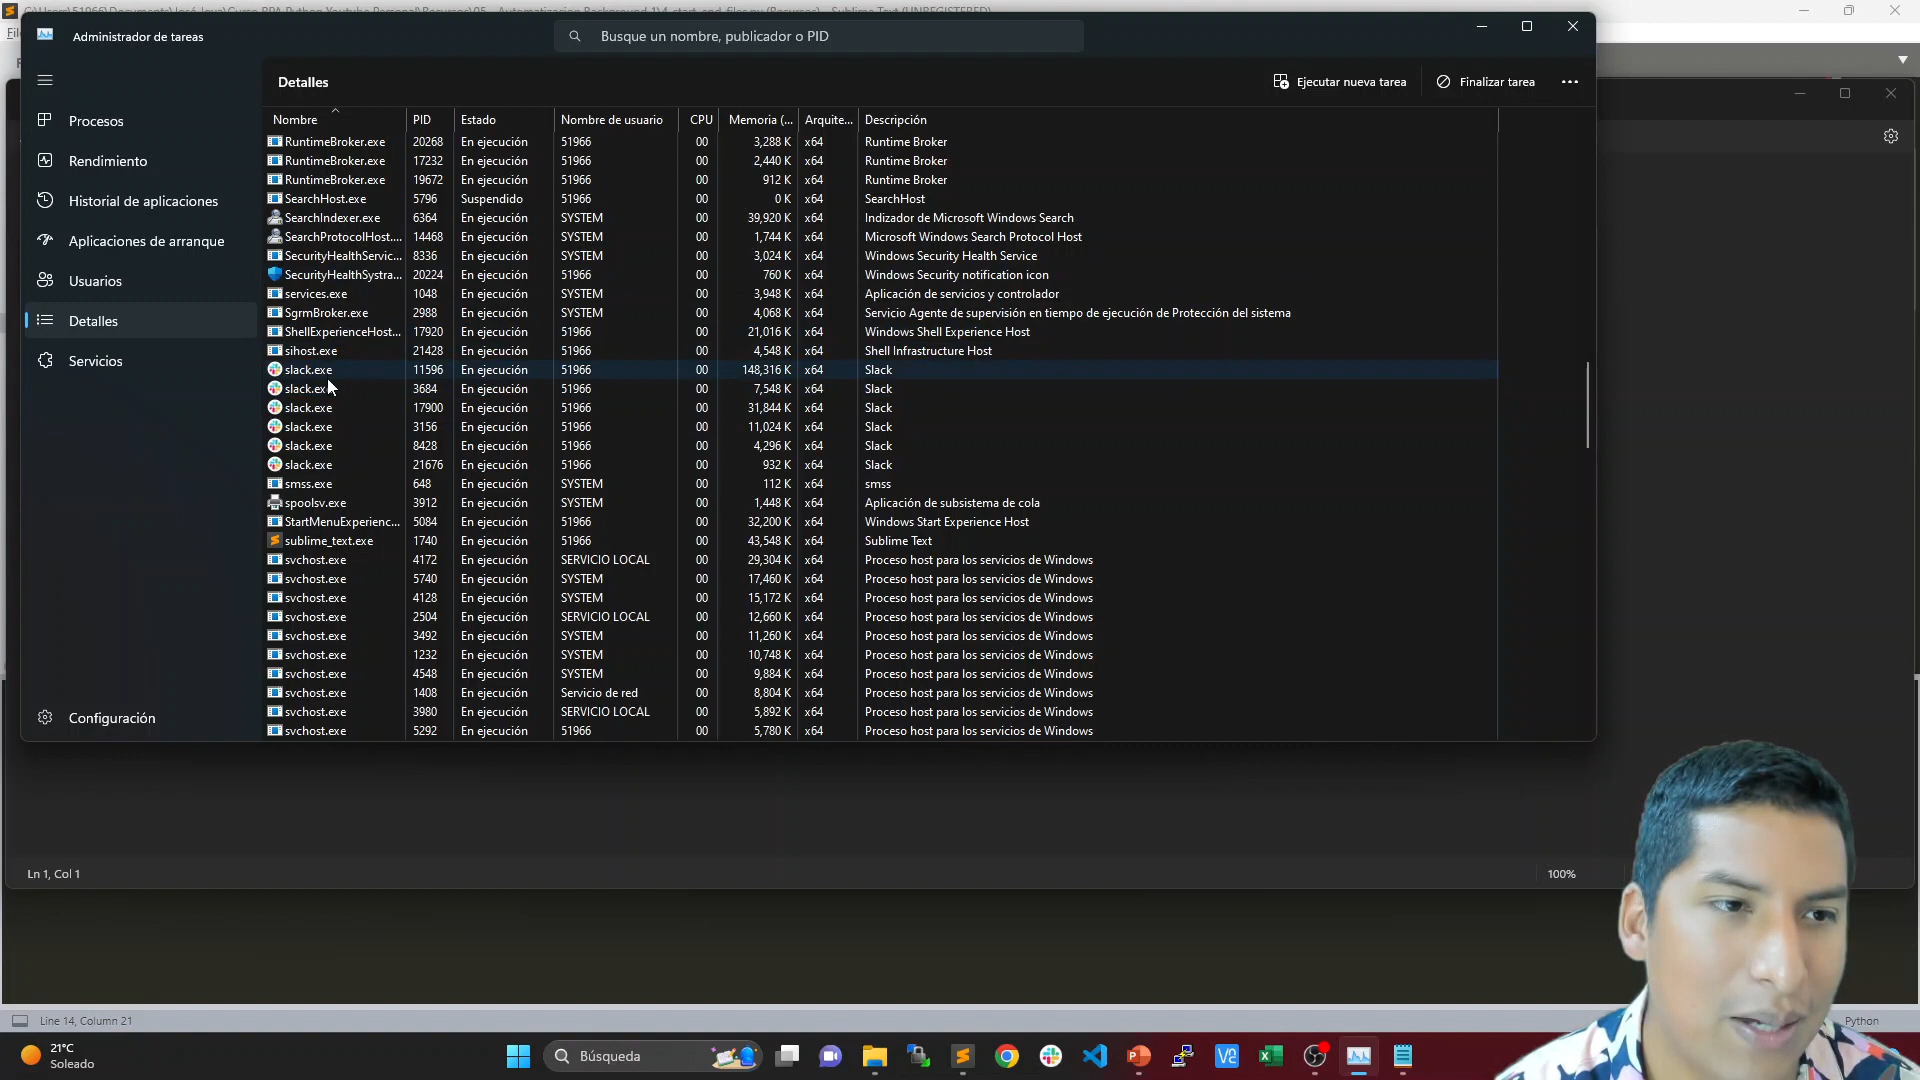 C:\Users\51966\Documents\José Joya\Curso RPA Python Youtube Personal\Recursos\05 - Automatizacion Background 1\4_start_end_files.py (Recursos) - Sublime Text (UNREGISTERED)
Administrador de tareas
Busque un nombre, publicador o PID
Detalles
Ejecutar nueva tarea
Finalizar tarea
Procesos
Rendimiento
Historial de aplicaciones
Aplicaciones de arranque
Usuarios
Detalles
Servicios
Configuración
Nombre PID Estado Nombre de usuario CPU Memoria (... Arquite... Descripción
RuntimeBroker.exe 20268 En ejecución 51966 00 3,288 K x64 Runtime Broker
RuntimeBroker.exe 17232 En ejecución 51966 00 2,440 K x64 Runtime Broker
RuntimeBroker.exe 19672 En ejecución 51966 00 912 K x64 Runtime Broker
SearchHost.exe 5796 Suspendido 51966 00 0 K x64 SearchHost
SearchIndexer.exe 6364 En ejecución SYSTEM 00 39,920 K x64 Indizador de Microsoft Windows Search
SearchProtocolHost.... 14468 En ejecución SYSTEM 00 1,744 K x64 Microsoft Windows Search Protocol Host
SecurityHealthServic... 8336 En ejecución SYSTEM 00 3,024 K x64 Windows Security Health Service
SecurityHealthSystra... 20224 En ejecución 51966 00 760 K x64 Windows Security notification icon
services.exe 1048 En ejecución SYSTEM 00 3,948 K x64 Aplicación de servicios y controlador
SgrmBroker.exe 2988 En ejecución SYSTEM 00 4,068 K x64 Servicio Agente de supervisión en tiempo de ejecución de Protección del sistema
ShellExperienceHost... 17920 En ejecución 51966 00 21,016 K x64 Windows Shell Experience Host
sihost.exe 21428 En ejecución 51966 00 4,548 K x64 Shell Infrastructure Host
slack.exe 11596 En ejecución 51966 00 148,316 K x64 Slack
slack.exe 3684 En ejecución 51966 00 7,548 K x64 Slack
slack.exe 17900 En ejecución 51966 00 31,844 K x64 Slack
slack.exe 3156 En ejecución 51966 00 11,024 K x64 Slack
slack.exe 8428 En ejecución 51966 00 4,296 K x64 Slack
slack.exe 21676 En ejecución 51966 00 932 K x64 Slack
smss.exe 648 En ejecución SYSTEM 00 112 K x64 smss
spoolsv.exe 3912 En ejecución SYSTEM 00 1,448 K x64 Aplicación de subsistema de cola
StartMenuExperienc... 5084 En ejecución 51966 00 32,200 K x64 Windows Start Experience Host
sublime_text.exe 1740 En ejecución 51966 00 43,548 K x64 Sublime Text
svchost.exe 4172 En ejecución SERVICIO LOCAL 00 29,304 K x64 Proceso host para los servicios de Windows
svchost.exe 5740 En ejecución SYSTEM 00 17,460 K x64 Proceso host para los servicios de Windows
svchost.exe 4128 En ejecución SYSTEM 00 15,172 K x64 Proceso host para los servicios de Windows
svchost.exe 2504 En ejecución SERVICIO LOCAL 00 12,660 K x64 Proceso host para los servicios de Windows
svchost.exe 3492 En ejecución SYSTEM 00 11,260 K x64 Proceso host para los servicios de Windows
svchost.exe 1232 En ejecución SYSTEM 00 10,748 K x64 Proceso host para los servicios de Windows
svchost.exe 4548 En ejecución SYSTEM 00 9,884 K x64 Proceso host para los servicios de Windows
svchost.exe 1408 En ejecución Servicio de red 00 8,804 K x64 Proceso host para los servicios de Windows
svchost.exe 3980 En ejecución SERVICIO LOCAL 00 5,892 K x64 Proceso host para los servicios de Windows
svchost.exe 5292 En ejecución 51966 00 5,780 K x64 Proceso host para los servicios de Windows
Ln 1, Col 1
100%
Line 14, Column 21
Python
21°C
Soleado
Búsqueda